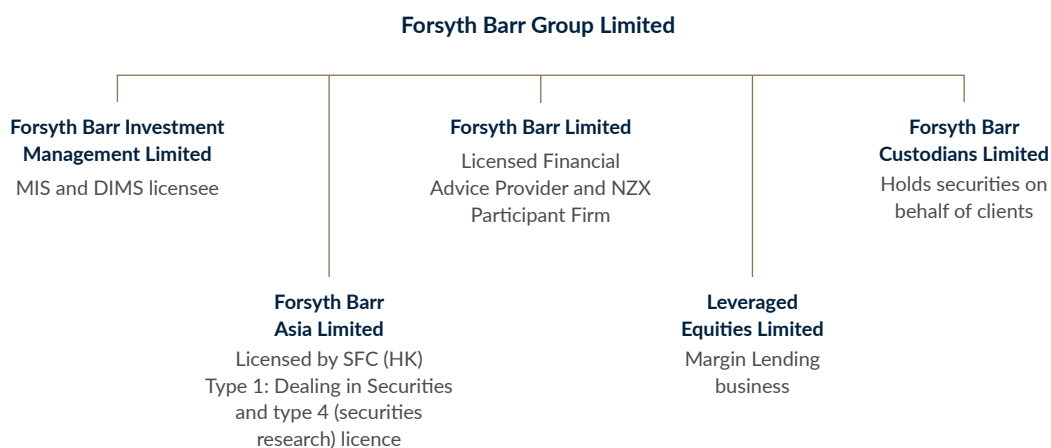 Forsyth Barr Group Limited
Forsyth Barr Investment
Management Limited
MIS and DIMS licensee
Forsyth Barr Limited
Licensed Financial
Advice Provider and NZX
Participant Firm
Forsyth Barr
Custodians Limited
Holds securities on
behalf of clients
Forsyth Barr
Asia Limited
Licensed by SFC (HK)
Type 1: Dealing in Securities
and type 4 (securities
research) licence
Leveraged
Equities Limited
Margin Lending
business